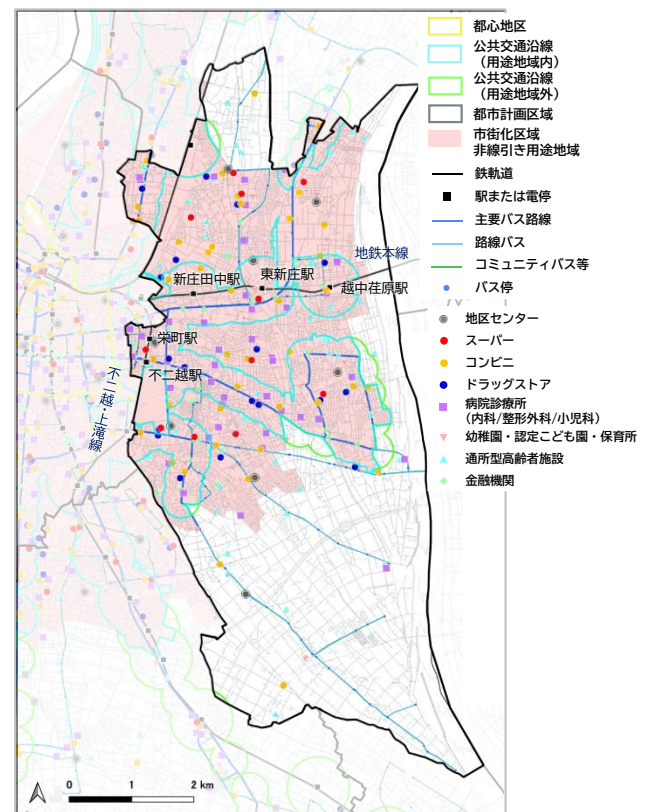 都心地区
公共交通沿線
（用途地域内）
公共交通沿線
（用途地域外）
都市計画区域
市街化区域
非線引き用途地域
鉄軌道
駅または電停
主要バス路線
路線バス
コミュニティバス等
バス停
地区センター
スーパー
コンビニ
ドラッグストア
病院診療所
（内科/整形外科/小児科）
幼稚園・認定こども園・保育所
通所型高齢者施設
金融機関
地鉄本線
新庄田中駅
東新庄駅
越中荏原駅
栄町駅
不二越駅
不二越・上滝線
0 1 2 km